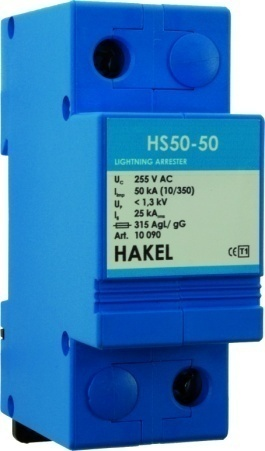 HS50-50
LIGHTNING ARRESTER
Uc 255 V AC
Iimp 50 kA (10/350)
Up < 1,3 kV
If 25 kArms
315 AgL/ gG
Art. 10 090
HAKEL
CE T1